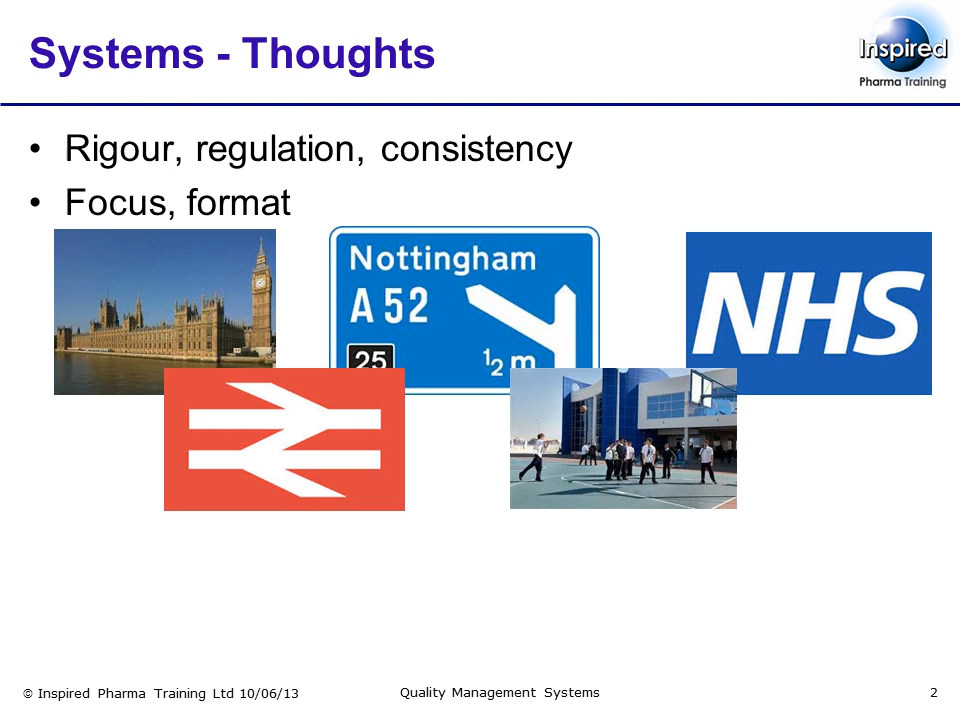 Systems - Thoughts
Inspired
Pharma Training
• Rigour, regulation, consistency
• Focus, format
Nottingham
A 52
25
½ m
NHS
© Inspired Pharma Training Ltd 10/06/13
Quality Management Systems
2